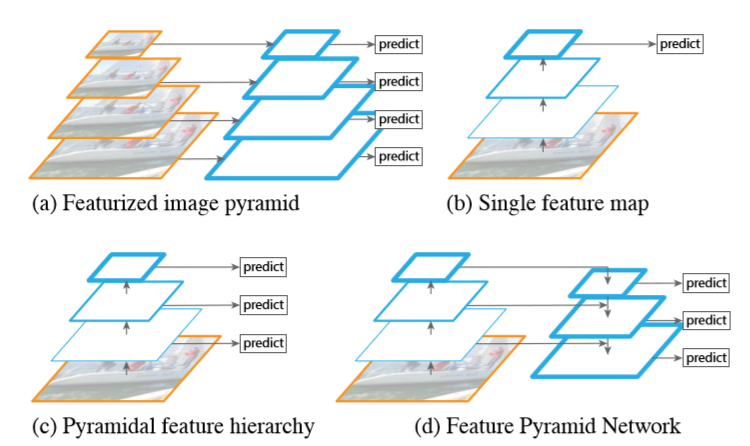 predict
predict
predict
predict
(a) Featurized image pyramid
predict
(b) Single feature map
predict
predict
predict
(c) Pyramidal feature hierarchy
predict
predict
predict
(d) Feature Pyramid Network